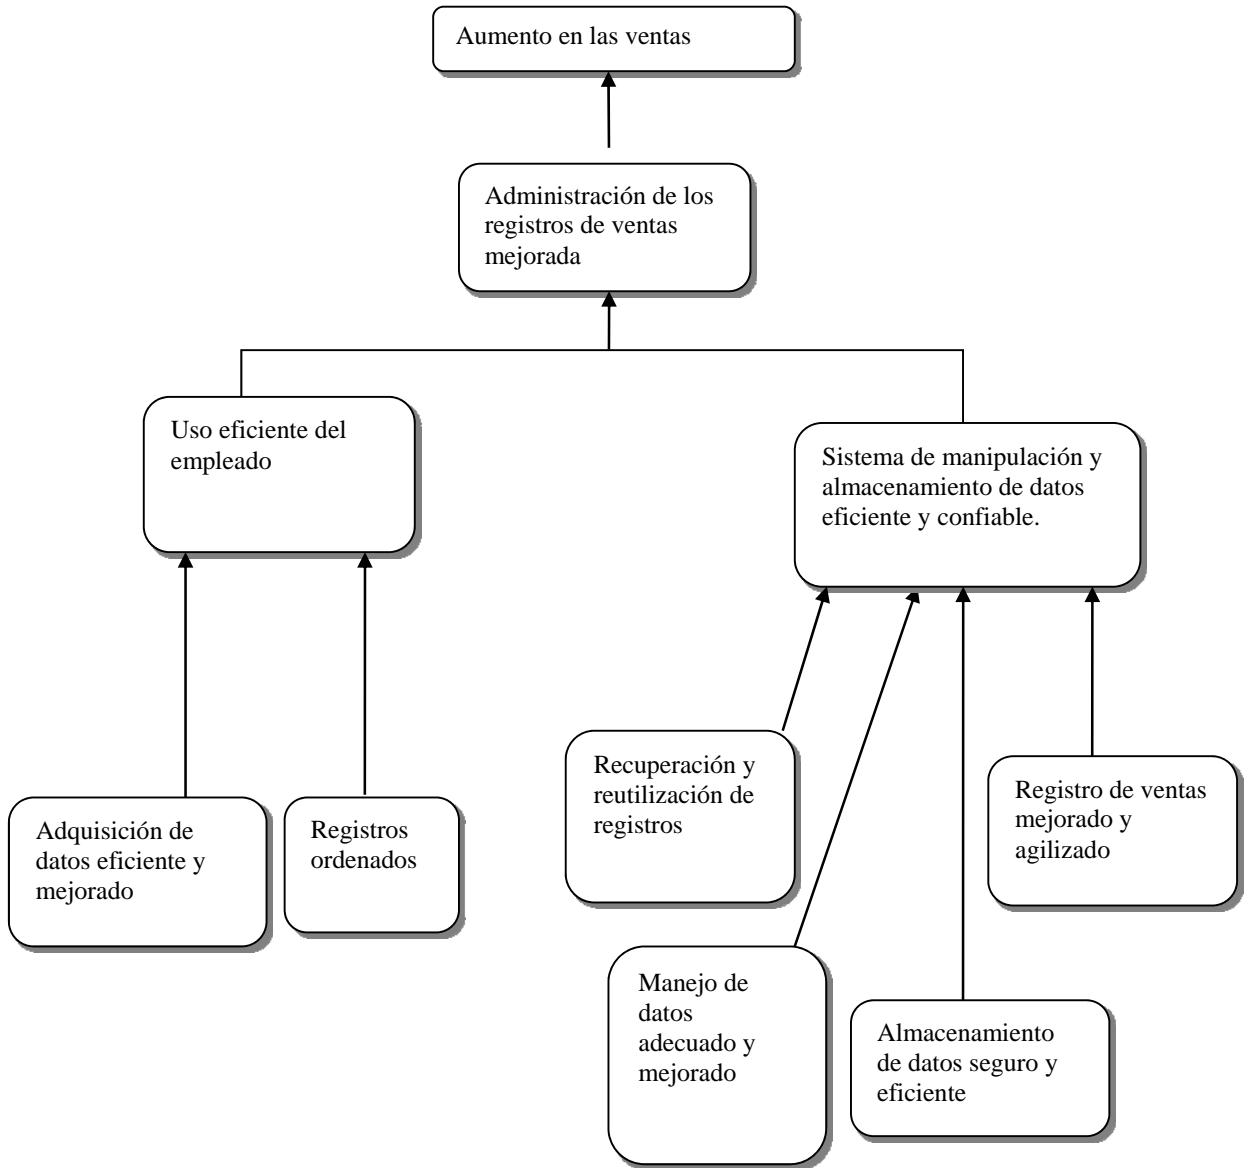 Aumento en las ventas
Administración de los
registros de ventas
mejorada
Uso eficiente del
empleado
Sistema de manipulación y
almacenamiento de datos
eficiente y confiable.
Recuperación y
reutilización de
registros
Registro de ventas
mejorado y
agilizado
Adquisición de
datos eficiente y
mejorado
Registros
ordenados
Manejo de
datos
adecuado y
mejorado
Almacenamiento
de datos seguro y
eficiente